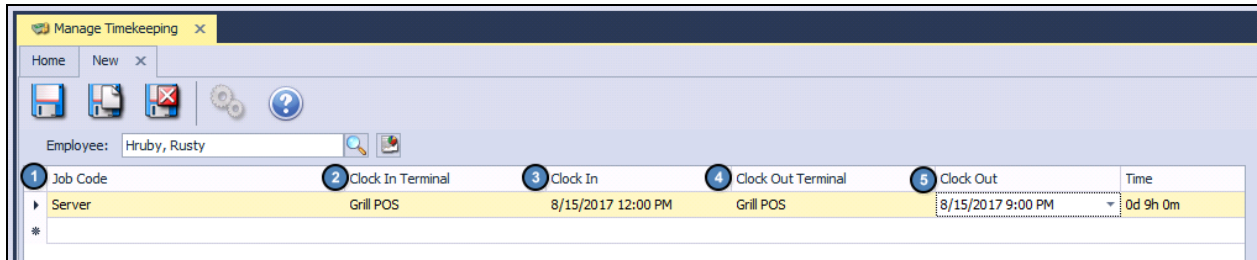 Manage Timekeeping x
Home New x
?
Employee: Hruby, Rusty
1 Job Code 2 Clock In Terminal 3 Clock In 4 Clock Out Terminal 5 Clock Out Time
Server Grill POS 8/15/2017 12:00 PM Grill POS 8/15/2017 9:00 PM 0d 9h 0m
*